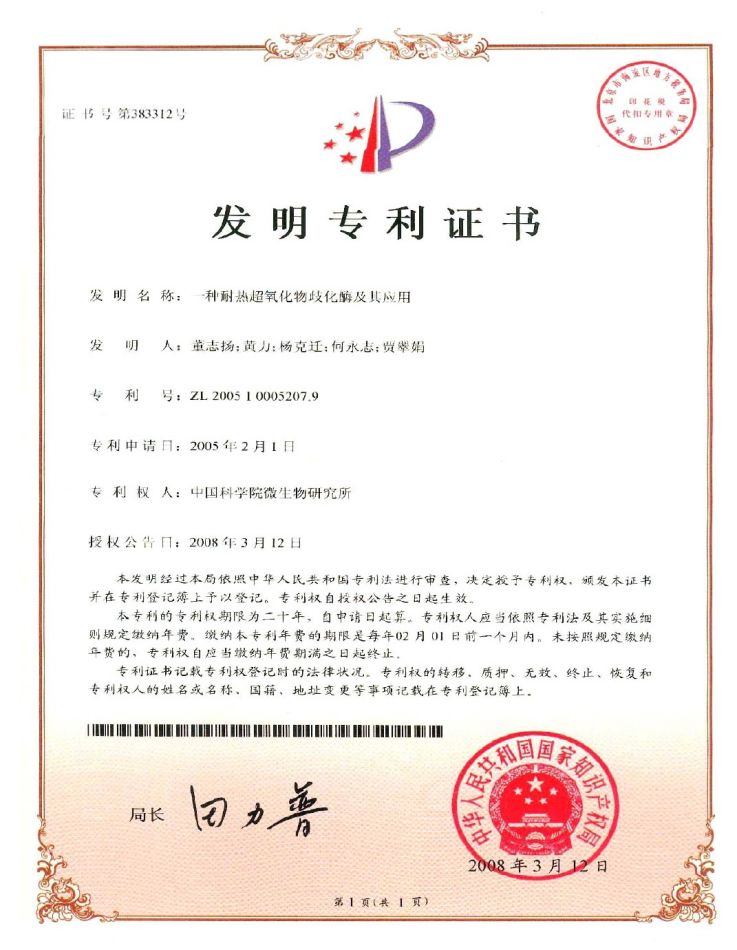 证书号第383312号
北京市海淀区地方税务局
印花税
代扣专用章
国家知识产权局
发明专利证书
发明名称：一种耐热超氧化物歧化酶及其应用
发明人：董志扬;黄力;杨克迁;何永志;贾翠娟
专利号：ZL 2005 1 0005207.9
专利申请日：2005年2月1日
专利权人：中国科学院微生物研究所
授权公告日：2008年3月12日
本发明经过本局依照中华人民共和国专利法进行审查，决定授予专利权，颁发本证书
并在专利登记簿上予以登记。专利权自授权公告之日起生效。
本专利的专利权期限为二十年，自申请日起算。专利权人应当依照专利法及其实施细
则规定缴纳年费。缴纳本专利年费的期限是每年02月01日前一个月内。未按照规定缴纳
年费的，专利权自应当缴纳年费期满之日起终止。
专利证书记载专利权登记时的法律状况。专利权的转移、质押、无效、终止、恢复和
专利权人的姓名或名称、国籍、地址变更等事项记载在专利登记簿上。
局长 田力普
中华人民共和国国家知识产权局
2008年3月12日
第1页(共1页)